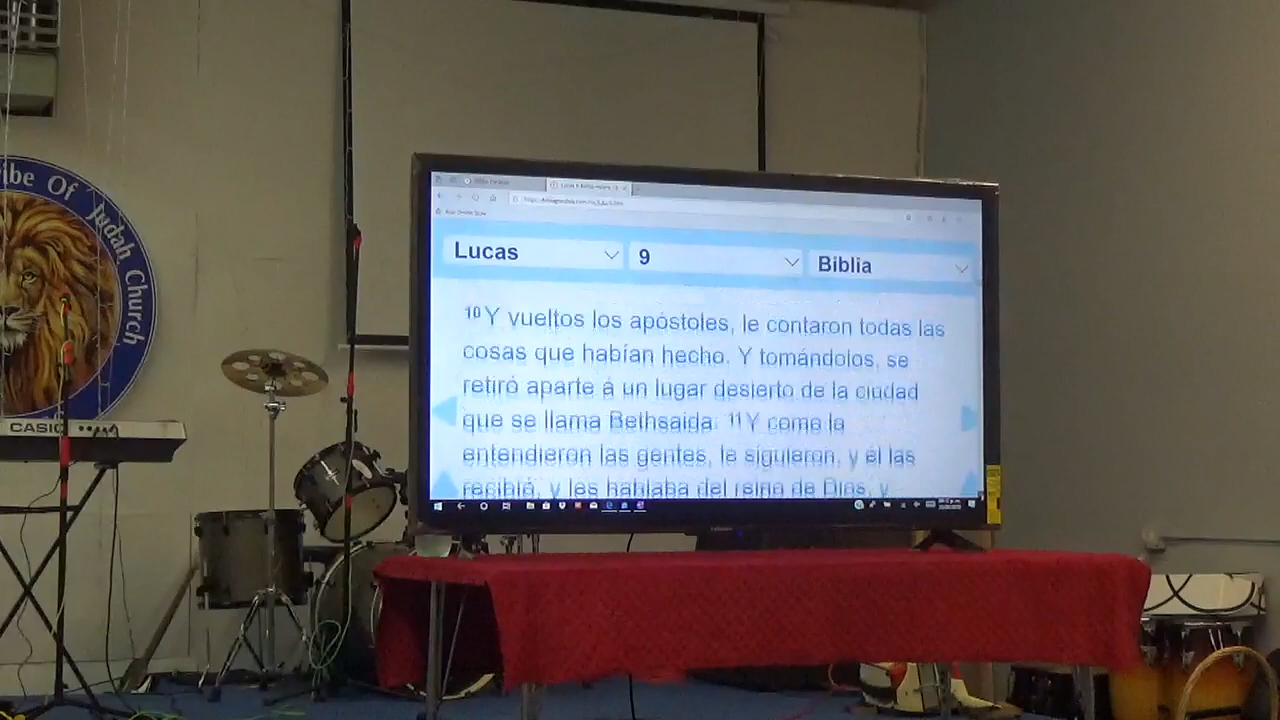 ibe Of Judah Church
CASIO
Lucas
9
Biblia
10 Y vueltos los apóstoles, le contaron todas las
cosas que habían hecho. Y tomándolos, se
retiró aparte á un lugar desierto de la ciudad
que se llama Bethsaida. 11 Y como lo
entendieron las gentes, le siguieron, y él las
recibió, y les hablaba del reino de Dios, y